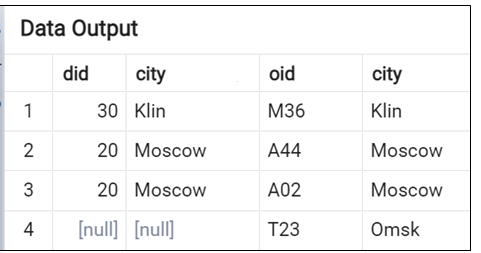 Data Output
did city oid city
1 30 Klin M36 Klin
2 20 Moscow A44 Moscow
3 20 Moscow A02 Moscow
4 [null] [null] T23 Omsk